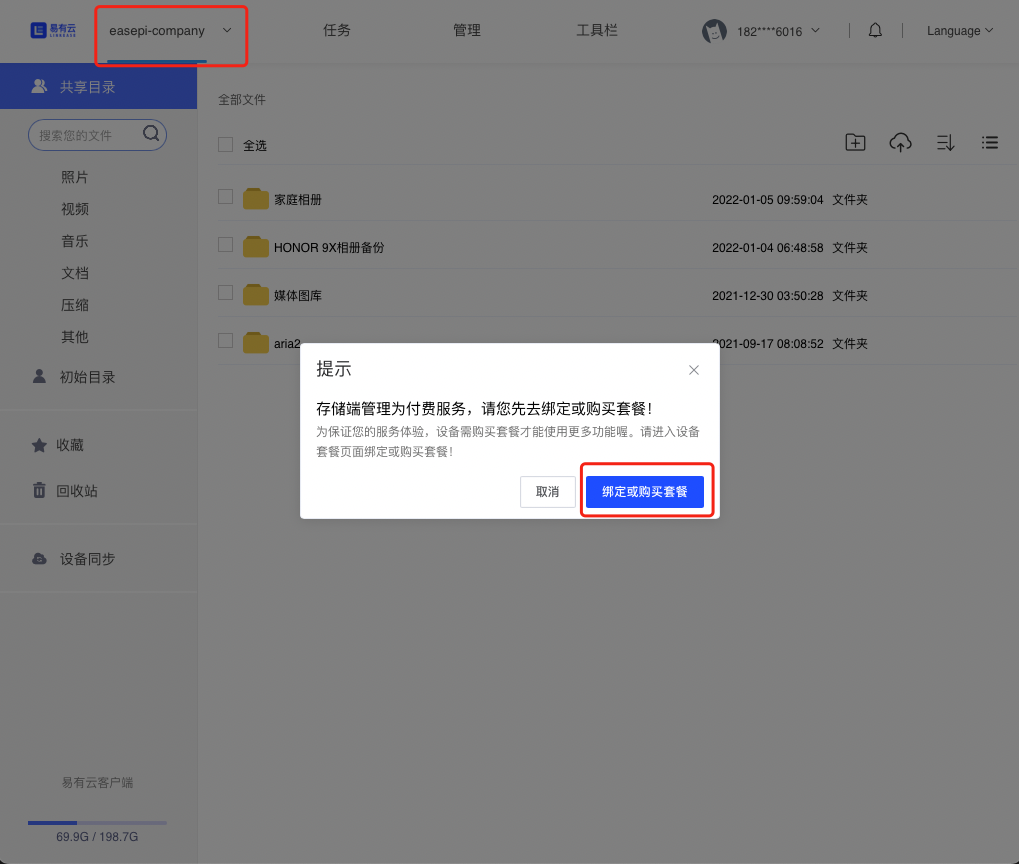 易有云
LINKEASE
easepi-company
任务
管理
工具栏
182****6016
Language
共享目录
搜索您的文件
照片
视频
音乐
文档
压缩
其他
初始目录
收藏
回收站
设备同步
易有云客户端
69.9G / 198.7G
全部文件
全选
家庭相册 2022-01-05 09:59:04 文件夹
HONOR 9X相册备份 2022-01-04 06:48:58 文件夹
媒体图库 2021-12-30 03:50:28 文件夹
aria2 2021-09-17 08:08:52 文件夹
提示
存储端管理为付费服务，请您先去绑定或购买套餐！
为保证您的服务体验，设备需购买套餐才能使用更多功能喔。请进入设备
套餐页面绑定或购买套餐！
取消
绑定或购买套餐